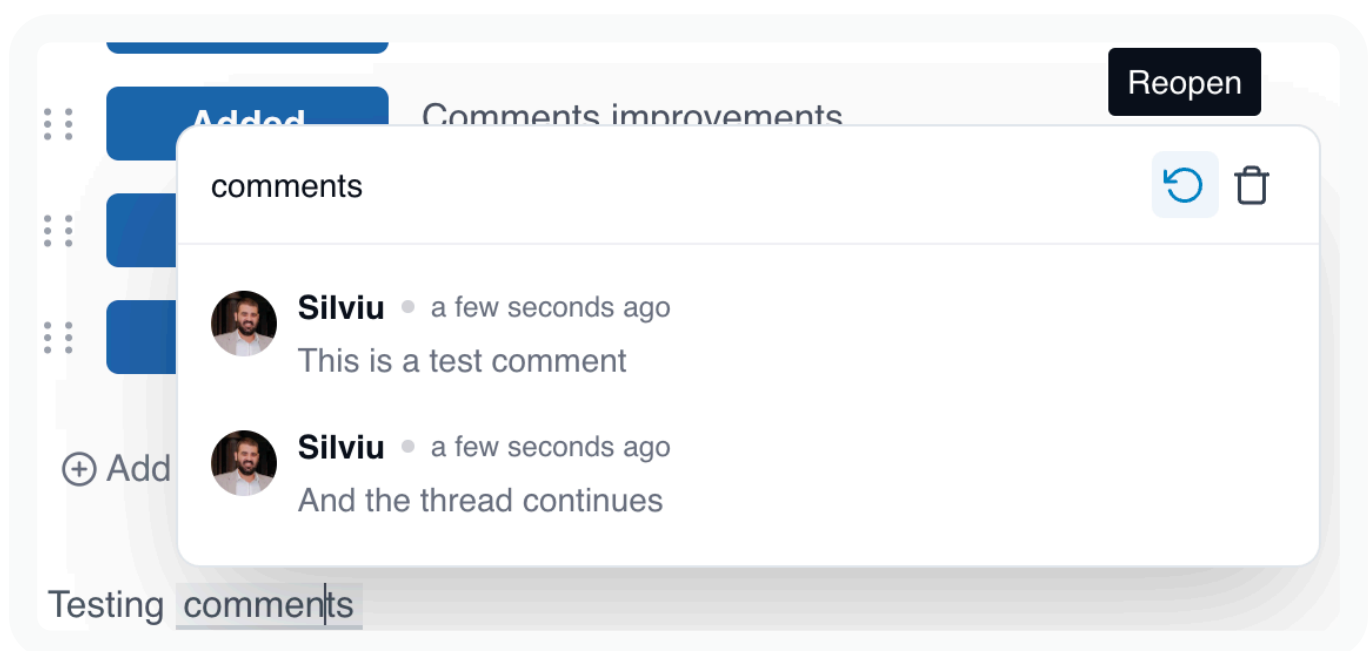 Reopen
Added Comments improvements
comments
Silviu a few seconds ago
This is a test comment
Silviu a few seconds ago
And the thread continues
Add
Testing comments